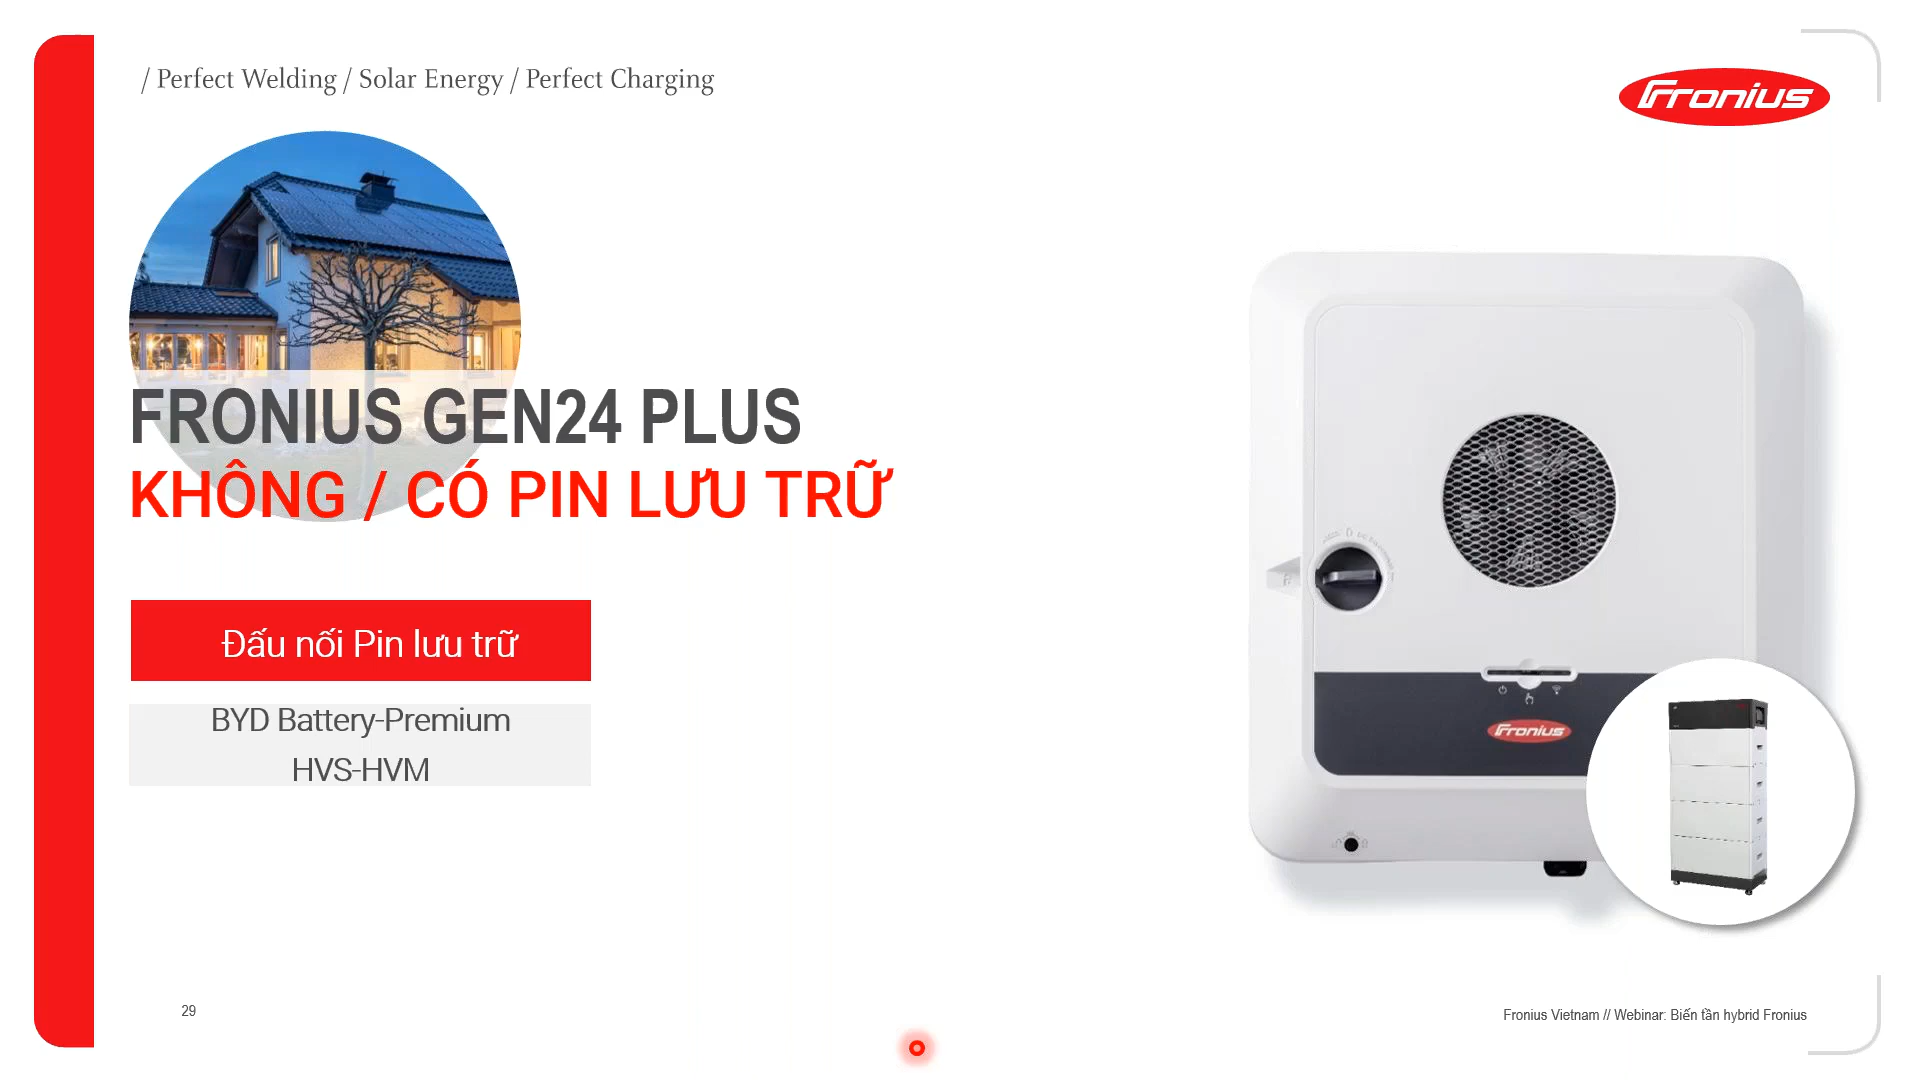 / Perfect Welding / Solar Energy / Perfect Charging
Fronius
FRONIUS GEN24 PLUS
KHÔNG / CÓ PIN LƯU TRỮ
Đấu nối Pin lưu trữ
BYD Battery-Premium
HVS-HVM
Fronius
29
Fronius Vietnam // Webinar: Biến tần hybrid Fronius